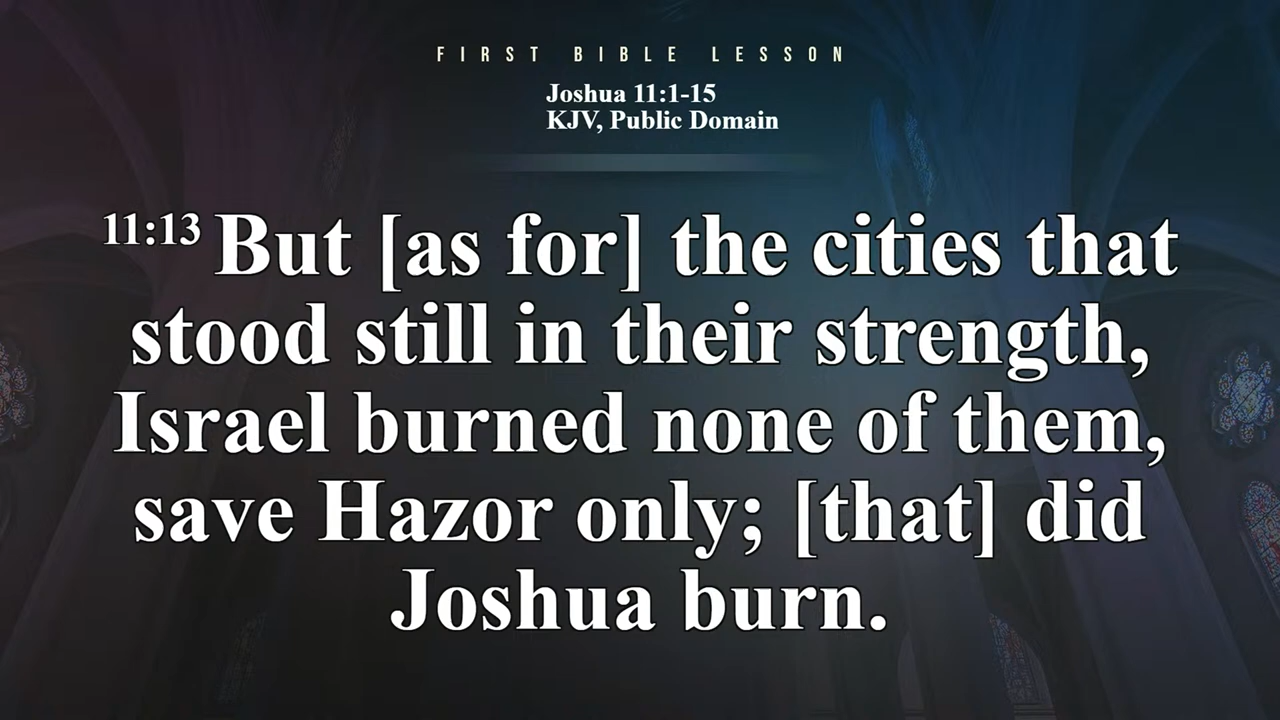 FIRST BIBLE LESSON
Joshua 11:1-15
KJV, Public Domain
11:13 But [as for] the cities that
stood still in their strength,
Israel burned none of them,
save Hazor only; [that] did
Joshua burn.